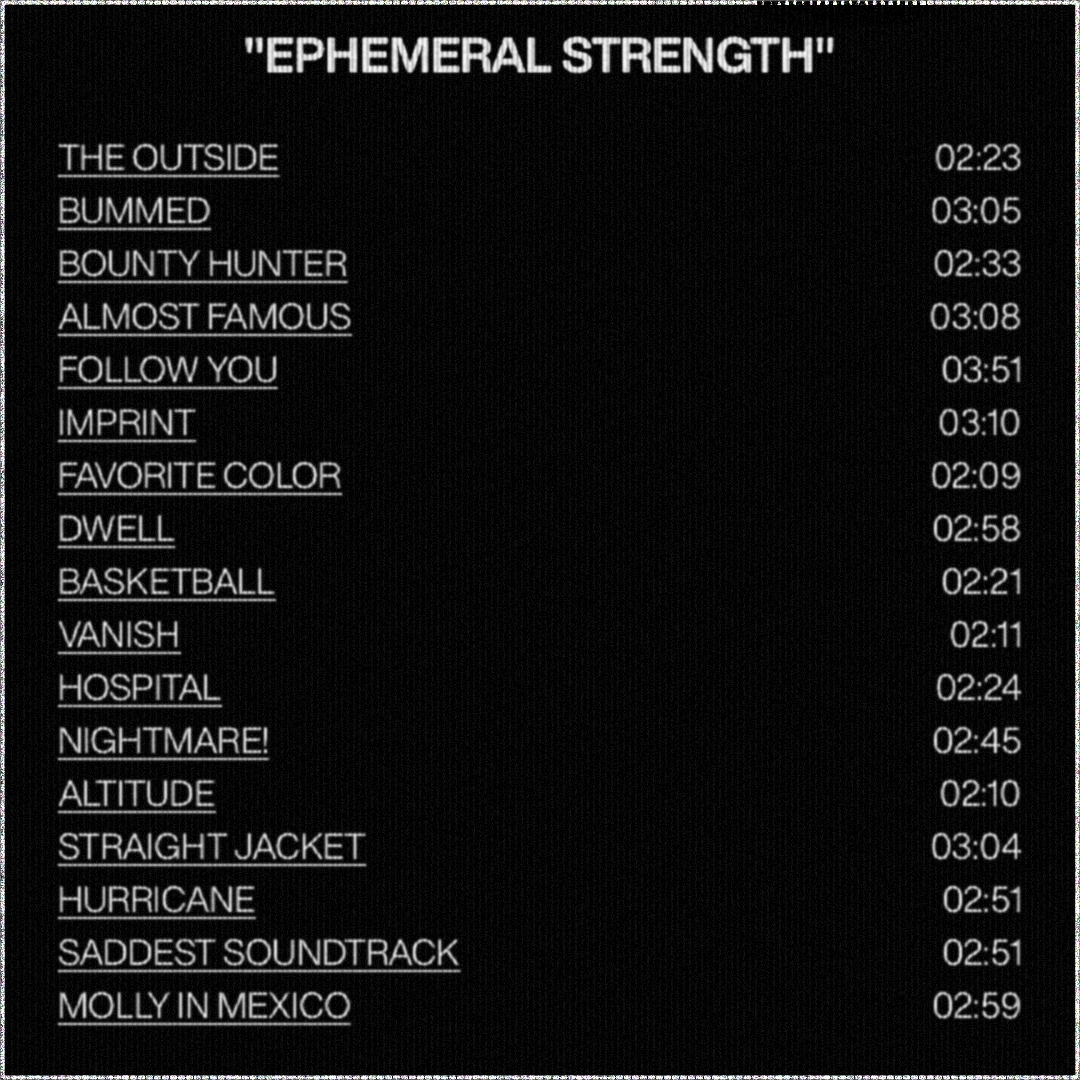 "EPHEMERAL STRENGTH"
THE OUTSIDE 02:23
BUMMED 03:05
BOUNTY HUNTER 02:33
ALMOST FAMOUS 03:08
FOLLOW YOU 03:51
IMPRINT 03:10
FAVORITE COLOR 02:09
DWELL 02:58
BASKETBALL 02:21
VANISH 02:11
HOSPITAL 02:24
NIGHTMARE! 02:45
ALTITUDE 02:10
STRAIGHT JACKET 03:04
HURRICANE 02:51
SADDEST SOUNDTRACK 02:51
MOLLY IN MEXICO 02:59